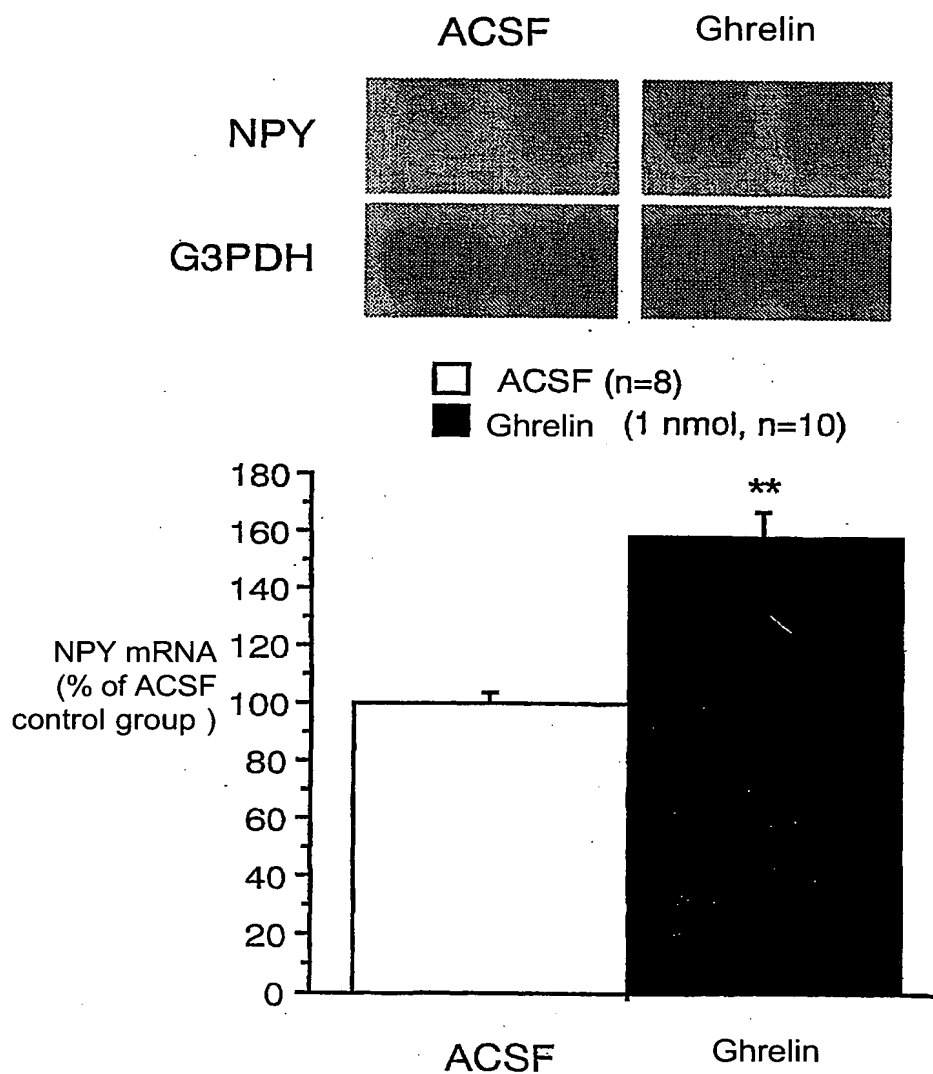 ACSF Ghrelin
NPY
G3PDH
ACSF (n=8)
Ghrelin (1 nmol, n=10)
180
160
140
120
100
80
60
40
20
0
**
NPY mRNA
(% of ACSF
control group )
ACSF Ghrelin